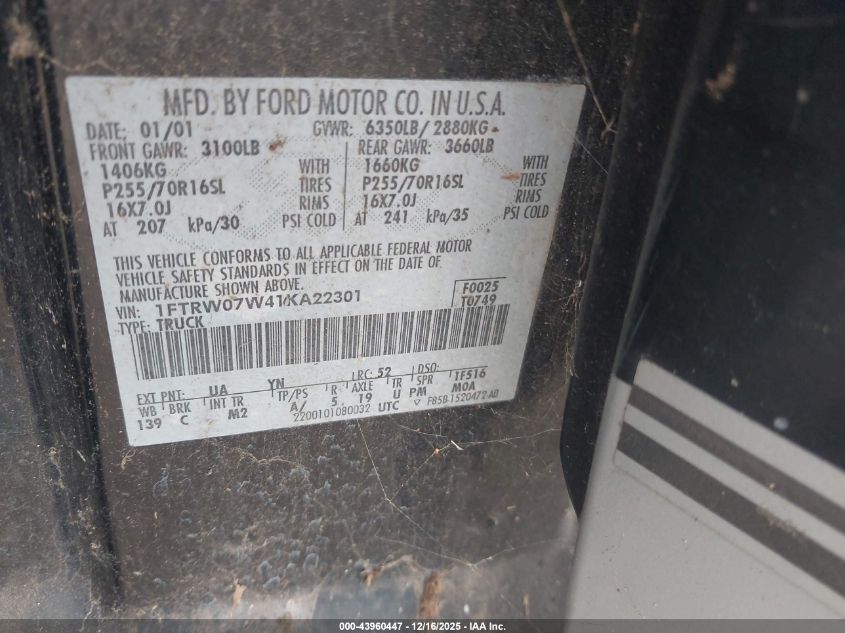 MFD. BY FORD MOTOR CO. IN U.S.A.
DATE: 01/01 GVWR: 6350LB/ 2880KG
FRONT GAWR: 3100LB REAR GAWR: 3660LB
1406KG WITH 1660KG WITH
P255/70R16SL TIRES P255/70R16SL TIRES
16X7.0J RIMS 16X7.0J RIMS
AT 207 kPa/30 PSI COLD AT 241 kPa/35 PSI COLD
THIS VEHICLE CONFORMS TO ALL APPLICABLE FEDERAL MOTOR
VEHICLE SAFETY STANDARDS IN EFFECT ON THE DATE OF
MANUFACTURE SHOWN ABOVE.
VIN: 1FTRW07W41KA22301 F0025
TYPE: TRUCK T0749
EXT PNT: UA YN LRC: 52 DSO: 1F516
WB BRK INT TR TP/PS R AXLE TR SPR MOA
139 C M2 A/ 5 19 U PM
2200101080032 UTC F85B-1520472-AB
000-43960447 - 12/16/2025 - IAA Inc.